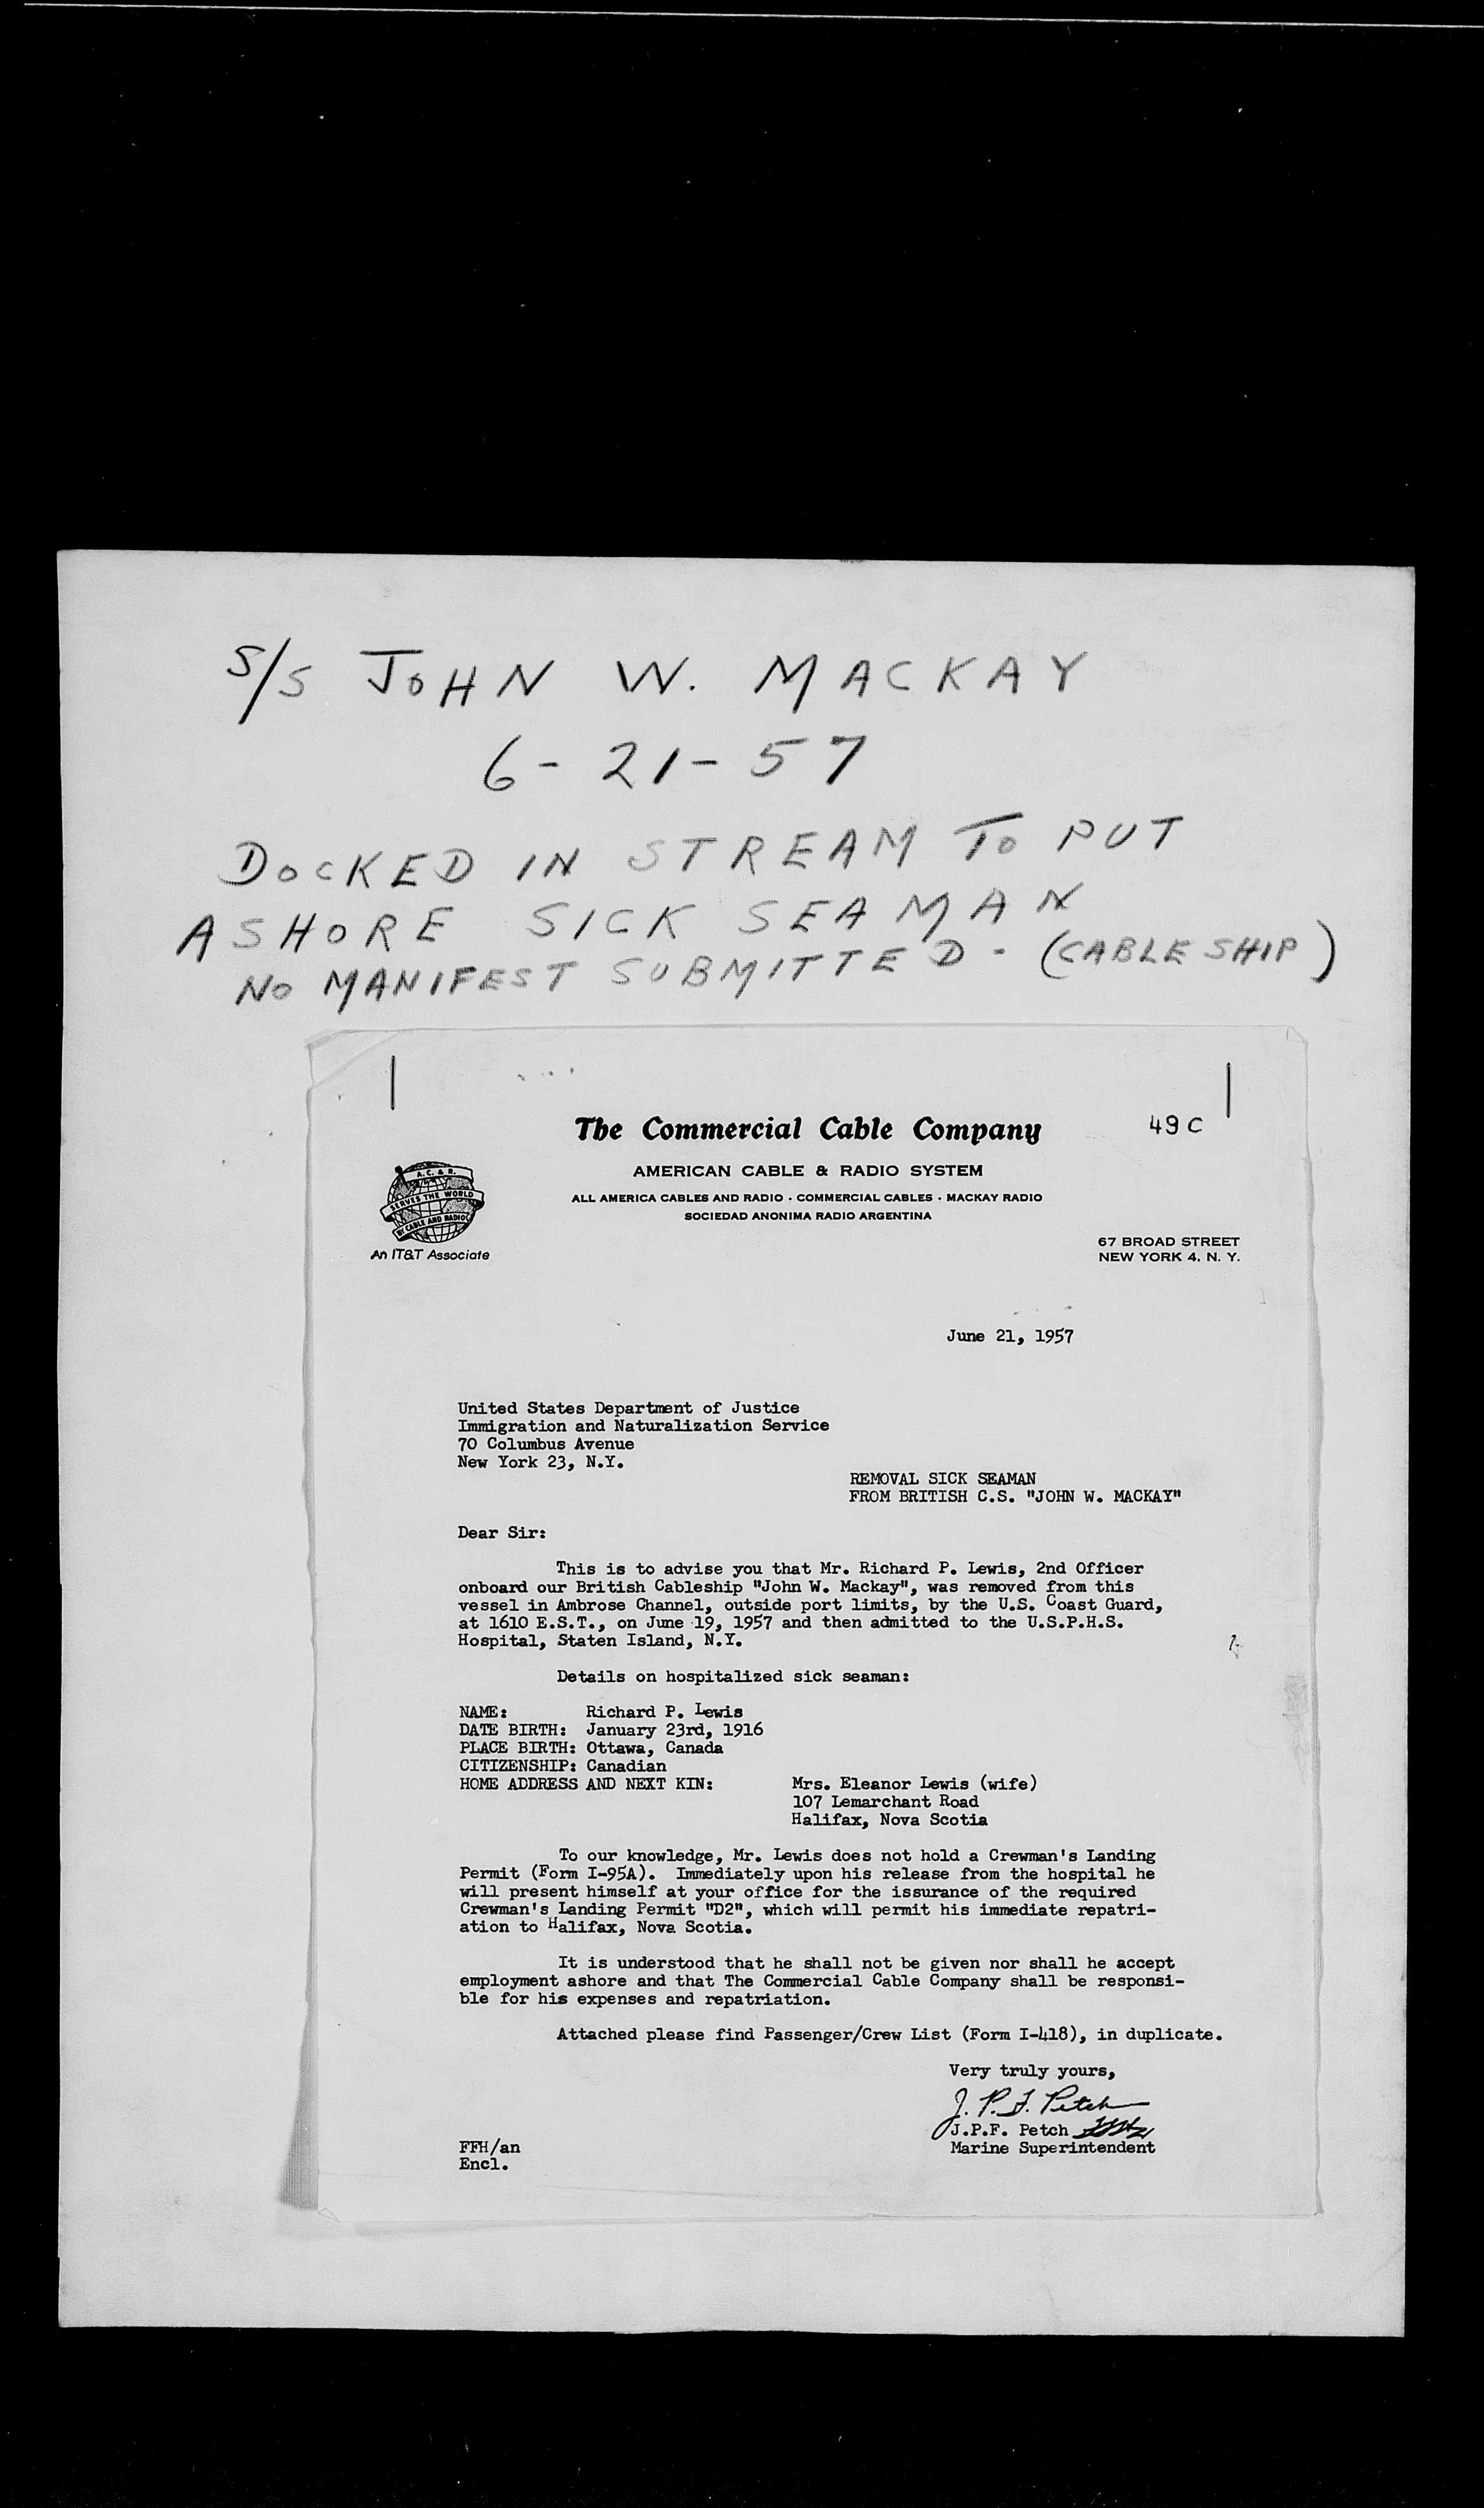 S/S JOHN W. MACKAY
6-21-57
DOCKED IN STREAM TO PUT
ASHORE SICK SEAMAN
NO MANIFEST SUBMITTED - (CABLESHIP)
The Commercial Cable Company
49C
AMERICAN CABLE & RADIO SYSTEM
ALL AMERICA CABLES AND RADIO · COMMERCIAL CABLES · MACKAY RADIO
SOCIEDAD ANONIMA RADIO ARGENTINA
A.C. & R.
SERVES THE WORLD
BY CABLE AND RADIO
An IT&T Associate
67 BROAD STREET
NEW YORK 4, N. Y.
June 21, 1957
United States Department of Justice
Immigration and Naturalization Service
70 Columbus Avenue
New York 23, N.Y.
REMOVAL SICK SEAMAN
FROM BRITISH C.S. "JOHN W. MACKAY"
Dear Sir:
This is to advise you that Mr. Richard P. Lewis, 2nd Officer
onboard our British Cableship "John W. Mackay", was removed from this
vessel in Ambrose Channel, outside port limits, by the U.S. Coast Guard,
at 1610 E.S.T., on June 19, 1957 and then admitted to the U.S.P.H.S.
Hospital, Staten Island, N.Y.
Details on hospitalized sick seaman:
NAME: Richard P. Lewis
DATE BIRTH: January 23rd, 1916
PLACE BIRTH: Ottawa, Canada
CITIZENSHIP: Canadian
HOME ADDRESS AND NEXT KIN: Mrs. Eleanor Lewis (wife)
107 Lemarchant Road
Halifax, Nova Scotia
To our knowledge, Mr. Lewis does not hold a Crewman's Landing
Permit (Form I-95A). Immediately upon his release from the hospital he
will present himself at your office for the issurance of the required
Crewman's Landing Permit "D2", which will permit his immediate repatri-
ation to Halifax, Nova Scotia.
It is understood that he shall not be given nor shall he accept
employment ashore and that The Commercial Cable Company shall be responsi-
ble for his expenses and repatriation.
Attached please find Passenger/Crew List (Form I-418), in duplicate.
Very truly yours,
J. P. F. Petch
J.P.F. Petch
FFH/an Marine Superintendent
Encl.